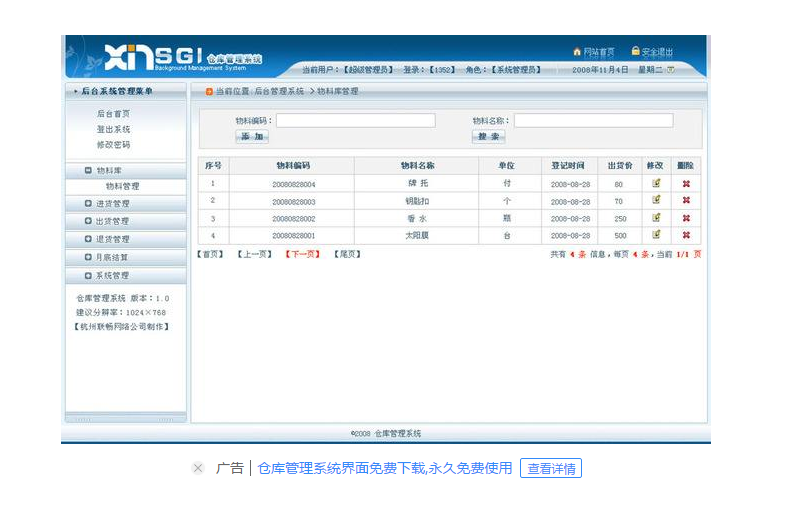 XINSGI 仓库管理系统
Background Management System
网站首页 安全退出
当前用户：【超级管理员】 登录：【1352】 角色：【系统管理员】 2008年11月4日 星期二
后台系统管理菜单
后台首页
登出系统
修改密码
物料库
物料管理
进货管理
出货管理
退货管理
月底结算
系统管理
仓库管理系统 版本：1.0
建议分辨率：1024×768
【杭州联畅网络公司制作】
当前位置:后台管理系统 > 物料库管理
物料编码： 物料名称：
添 加 搜 索
序号 物料编码 物料名称 单位 登记时间 出货价 修改 删除
1 20080828004 牌 托 付 2008-08-28 80
2 20080828003 钥匙扣 个 2008-08-28 70
3 20080828002 香 水 瓶 2008-08-28 250
4 20080828001 太阳膜 台 2008-08-28 500
【首页】 【上一页】 【下一页】 【尾页】 共有 4 条 信息，每页 4 条，当前 1/1 页
©2008 仓库管理系统
广告 | 仓库管理系统界面免费下载,永久免费使用 查看详情